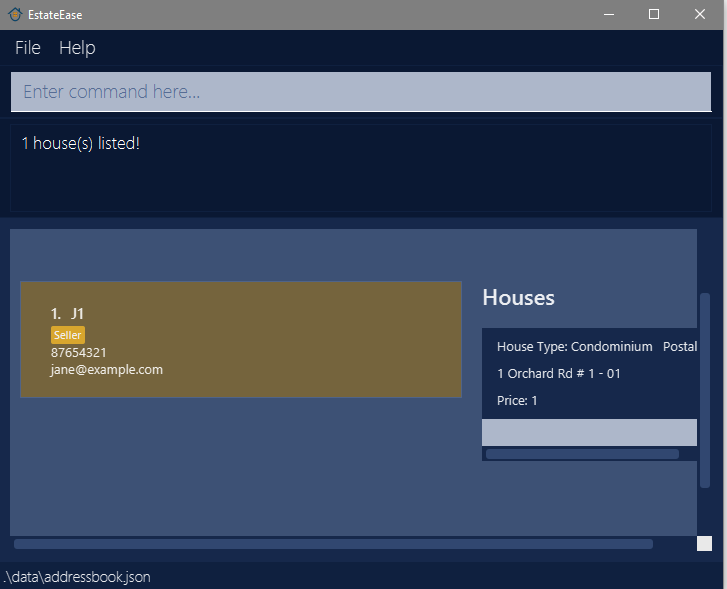 EstateEase
File Help
Enter command here...
1 house(s) listed!
1. J1
Seller
87654321
jane@example.com
Houses
House Type: Condominium Postal
1 Orchard Rd # 1 - 01
Price: 1
.\data\addressbook.json